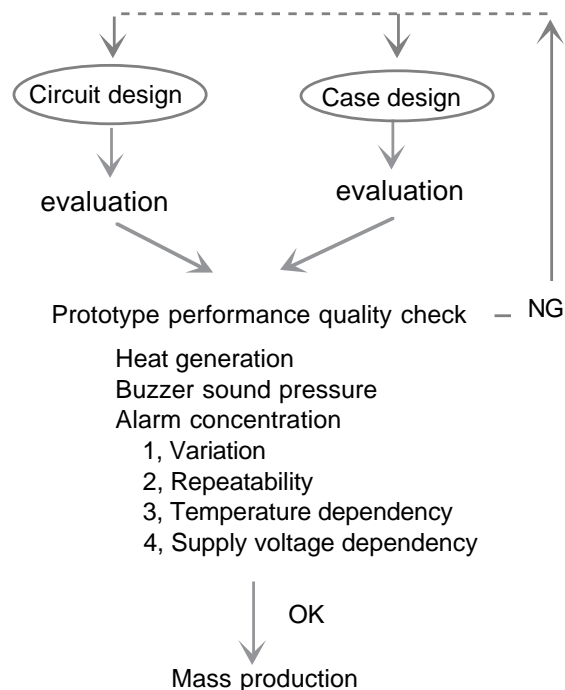 Circuit design
Case design
evaluation
evaluation
Prototype performance quality check
NG
Heat generation
Buzzer sound pressure
Alarm concentration
1, Variation
2, Repeatability
3, Temperature dependency
4, Supply voltage dependency
OK
Mass production